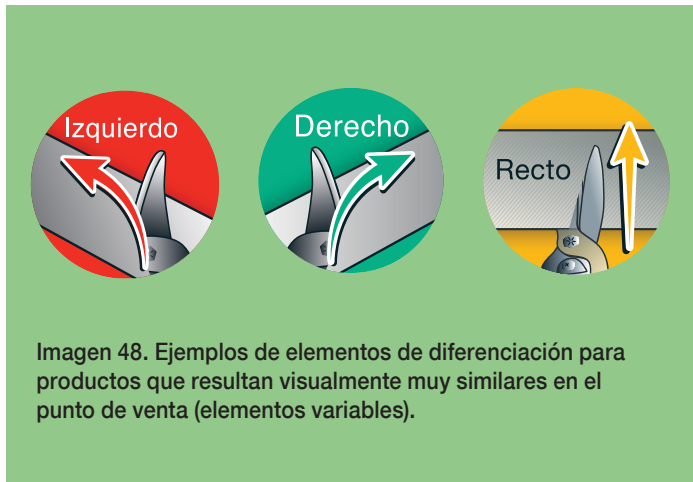 Izquierdo
Derecho
Recto
Imagen 48. Ejemplos de elementos de diferenciación para
productos que resultan visualmente muy similares en el
punto de venta (elementos variables).